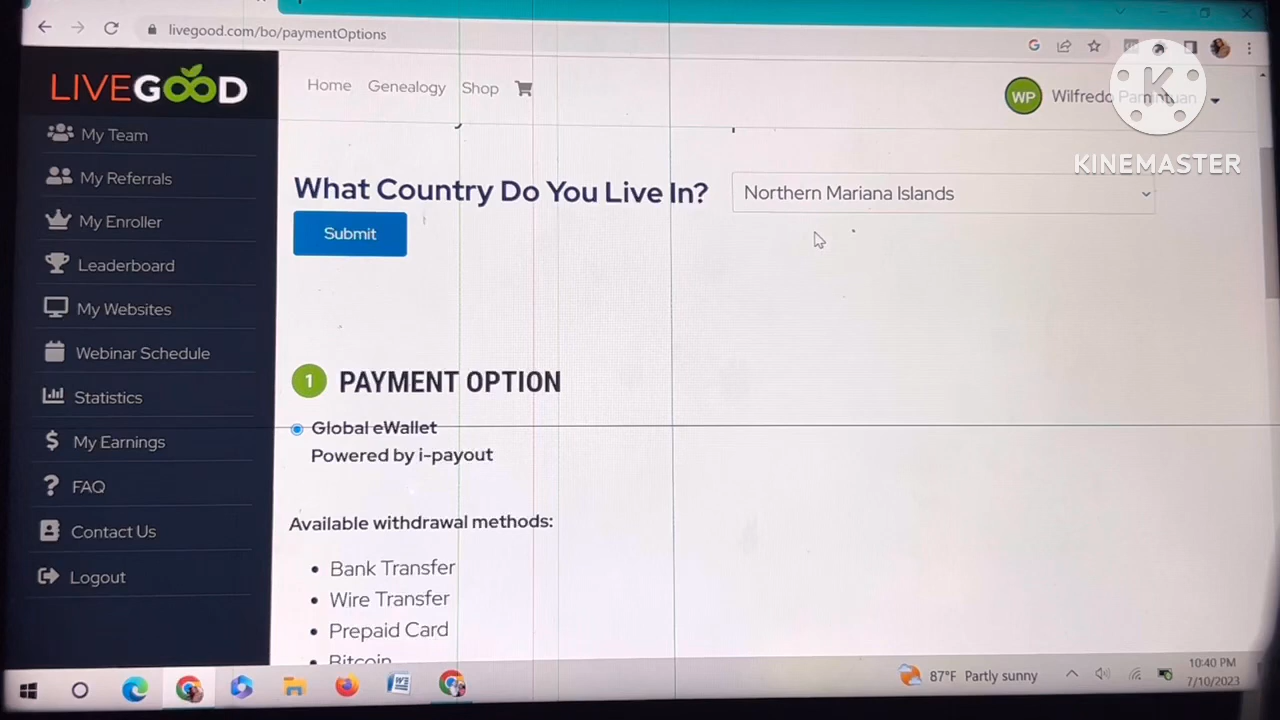 livegood.com/bo/paymentOptions
LIVEGOOD
Home Genealogy Shop
WP Wilfredo Pamintuan
KINEMASTER
My Team
My Referrals
My Enroller
Leaderboard
My Websites
Webinar Schedule
Statistics
My Earnings
FAQ
Contact Us
Logout
What Country Do You Live In?
Northern Mariana Islands
Submit
1 PAYMENT OPTION
Global eWallet
Powered by i-payout
Available withdrawal methods:
• Bank Transfer
• Wire Transfer
• Prepaid Card
• Bitcoin
87°F Partly sunny
10:40 PM
7/10/2023